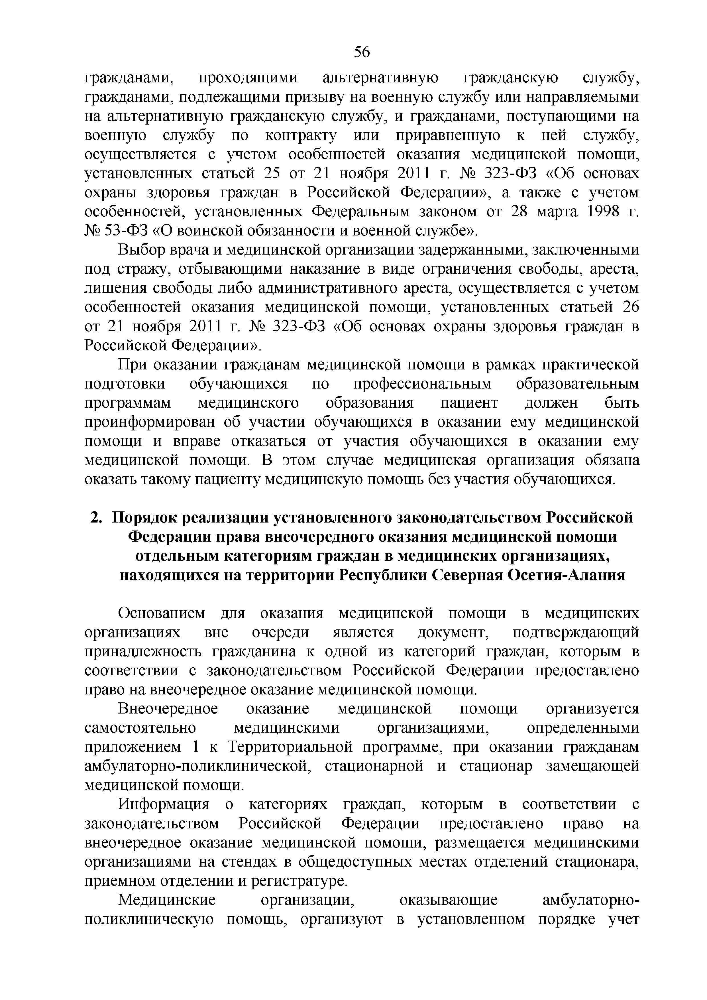 56
гражданами, проходящими альтернативную гражданскую службу,
гражданами, подлежащими призыву на военную службу или направляемыми
на альтернативную гражданскую службу, и гражданами, поступающими на
военную службу по контракту или приравненную к ней службу,
осуществляется с учетом особенностей оказания медицинской помощи,
установленных статьей 25 от 21 ноября 2011 г. № 323-ФЗ «Об основах
охраны здоровья граждан в Российской Федерации», а также с учетом
особенностей, установленных Федеральным законом от 28 марта 1998 г.
№ 53-ФЗ «О воинской обязанности и военной службе».
Выбор врача и медицинской организации задержанными, заключенными
под стражу, отбывающими наказание в виде ограничения свободы, ареста,
лишения свободы либо административного ареста, осуществляется с учетом
особенностей оказания медицинской помощи, установленных статьей 26
от 21 ноября 2011 г. № 323-ФЗ «Об основах охраны здоровья граждан в
Российской Федерации».
При оказании гражданам медицинской помощи в рамках практической
подготовки обучающихся по профессиональным образовательным
программам медицинского образования пациент должен быть
проинформирован об участии обучающихся в оказании ему медицинской
помощи и вправе отказаться от участия обучающихся в оказании ему
медицинской помощи. В этом случае медицинская организация обязана
оказать такому пациенту медицинскую помощь без участия обучающихся.
2. Порядок реализации установленного законодательством Российской
Федерации права внеочередного оказания медицинской помощи
отдельным категориям граждан в медицинских организациях,
находящихся на территории Республики Северная Осетия-Алания
Основанием для оказания медицинской помощи в медицинских
организациях вне очереди является документ, подтверждающий
принадлежность гражданина к одной из категорий граждан, которым в
соответствии с законодательством Российской Федерации предоставлено
право на внеочередное оказание медицинской помощи.
Внеочередное оказание медицинской помощи организуется
самостоятельно медицинскими организациями, определенными
приложением 1 к Территориальной программе, при оказании гражданам
амбулаторно-поликлинической, стационарной и стационар замещающей
медицинской помощи.
Информация о категориях граждан, которым в соответствии с
законодательством Российской Федерации предоставлено право на
внеочередное оказание медицинской помощи, размещается медицинскими
организациями на стендах в общедоступных местах отделений стационара,
приемном отделении и регистратуре.
Медицинские организации, оказывающие амбулаторно-
поликлиническую помощь, организуют в установленном порядке учет